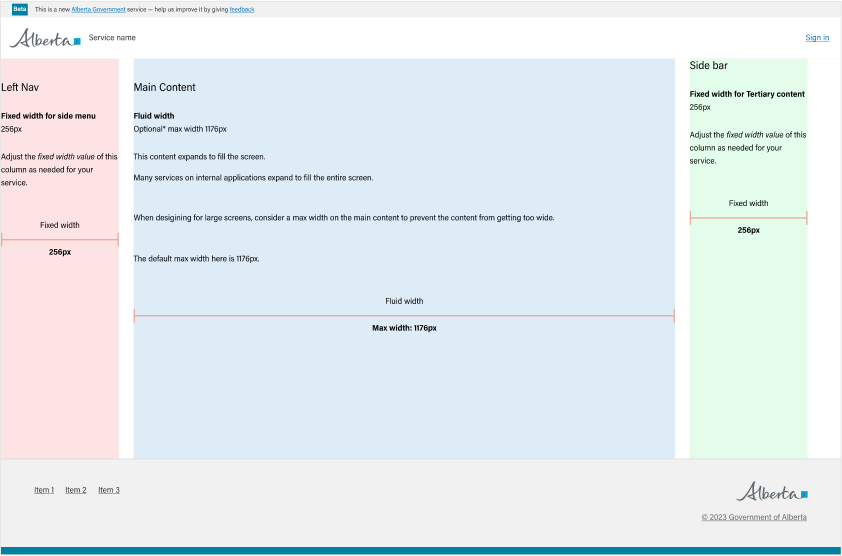 Beta This is a new Alberta Government service — help us improve it by giving feedback
Alberta Service name Sign in
Left Nav
Fixed width for side menu
256px
Adjust the fixed width value of this
column as needed for your
service.
Fixed width
256px
Main Content
Fluid width
Optional* max width 1176px
This content expands to fill the screen.
Many services on internal applications expand to fill the entire screen.
When desigining for large screens, consider a max width on the main content to prevent the content from getting too wide.
The default max width here is 1176px.
Fluid width
Max width: 1176px
Side bar
Fixed width for Tertiary content
256px
Adjust the fixed width value of this
column as needed for your
service.
Fixed width
256px
Item 1 Item 2 Item 3
Alberta
© 2023 Government of Alberta